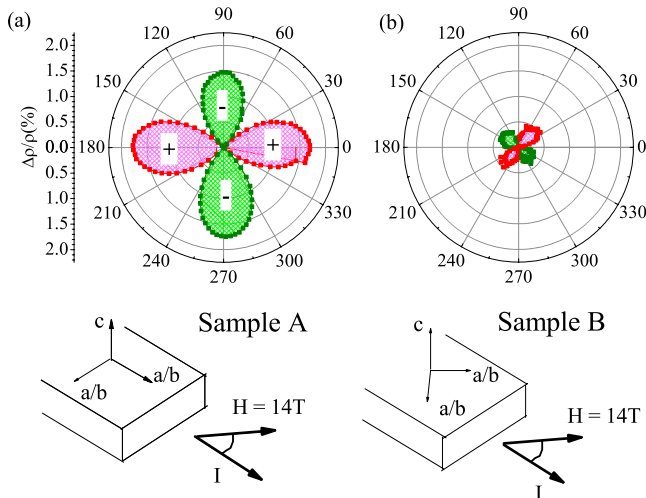 (a)
Δρ/ρ(%)
2.0
1.5
1.0
0.5
0.0
0.5
1.0
1.5
2.0
90
60
30
0
330
300
270
240
210
180
150
120
-
+
+
-
(b)
90
60
30
0
330
300
270
240
210
180
150
120
Sample A
c
a/b
a/b
H = 14T
I
Sample B
c
a/b
a/b
H = 14T
I